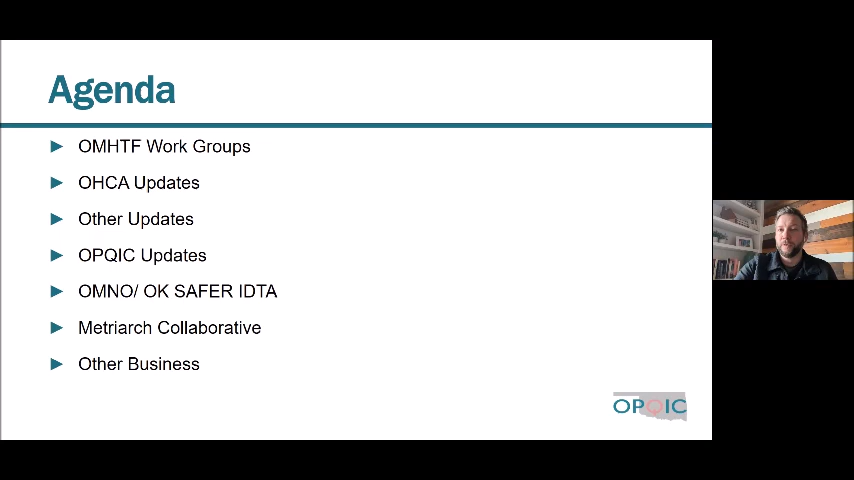 Agenda
OMHTF Work Groups
OHCA Updates
Other Updates
OPQIC Updates
OMNO/ OK SAFER IDTA
Metriarch Collaborative
Other Business
OPQIC